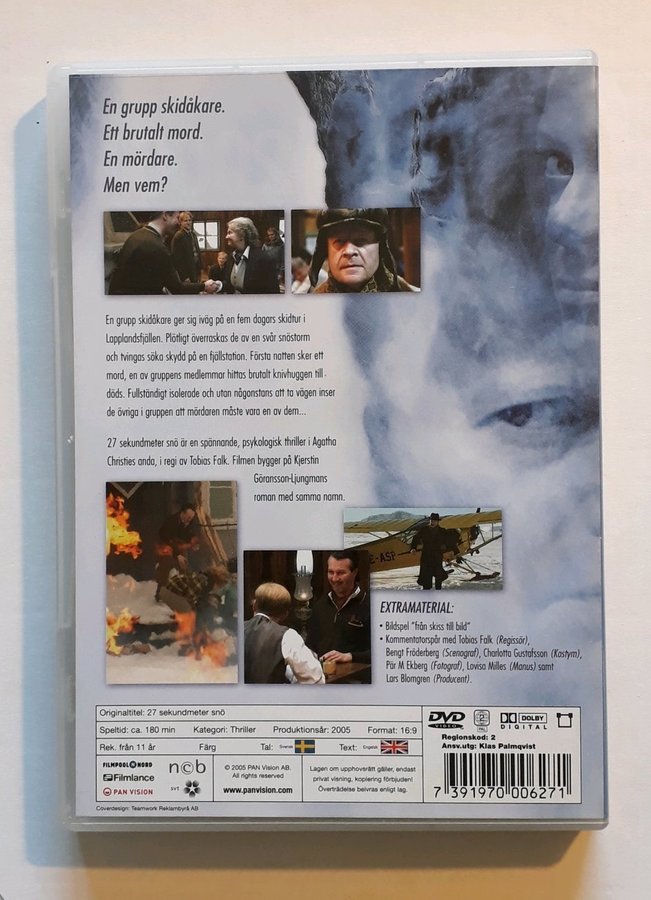 En grupp skidåkare.
Ett brutalt mord.
En mördare.
Men vem?
En grupp skidåkare ger sig iväg på en fem dagars skidtur i
Lapplandsfjällen. Plötligt överraskas de av en svår snöstorm
och tvingas söka skydd på en fjällstation. Första natten sker ett
mord, en av gruppens medlemmar hittas brutalt knivhuggen till
döds. Fullständigt isolerade och utan någonstans att ta vägen inser
de övriga i gruppen att mördaren måste vara en av dem...
27 sekundmeter snö är en spännande, psykologisk thriller i Agatha
Christies anda, i regi av Tobias Falk. Filmen bygger på Kjerstin
Göransson-Ljungmans
roman med samma namn.
E-ASP
EXTRAMATERIAL:
• Bildspel "från skiss till bild"
• Kommentatorspår med Tobias Falk (Regissör),
Bengt Fröderberg (Scenograf), Charlotta Gustafsson (Kostym),
Pär M Ekberg (Fotograf), Lovisa Milles (Manus) samt
Lars Blomgren (Producent).
Originaltitel: 27 sekundmeter snö
Speltid: ca. 180 min Kategori: Thriller Produktionsår: 2005 Format: 16:9
Rek. från 11 år Färg Tal: Svensk Text: Engelsk
DVD VIDEO 2 PAL DOLBY DIGITAL
Regionskod: 2
Ansv.utg: Klas Palmqvist
FILMPOOL NORD
Filmlance
PAN VISION
ncb
svt
© 2005 PAN Vision AB.
All rights reserved
www.panvision.com
Lagen om upphovsrätt gäller, endast
privat visning, kopiering förbjuden!
Överträdelse beivras enligt lag.
7 391970 006271
Coverdesign: Teamwork Reklambyrå AB